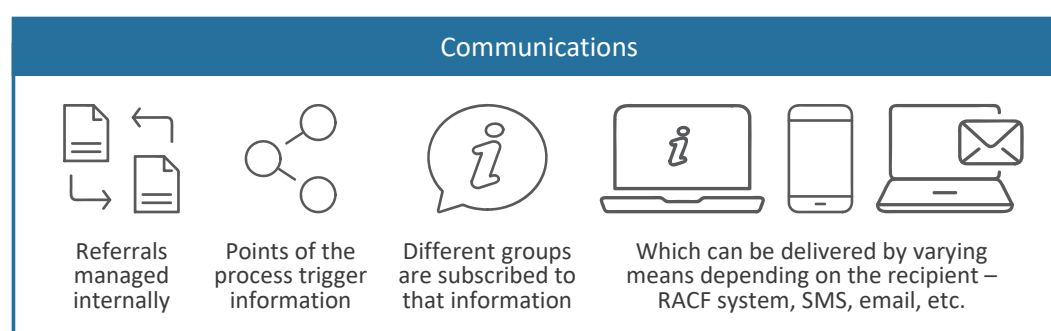 Communications
Referrals
managed
internally
Points of the
process trigger
information
Different groups
are subscribed to
that information
Which can be delivered by varying
means depending on the recipient –
RACF system, SMS, email, etc.